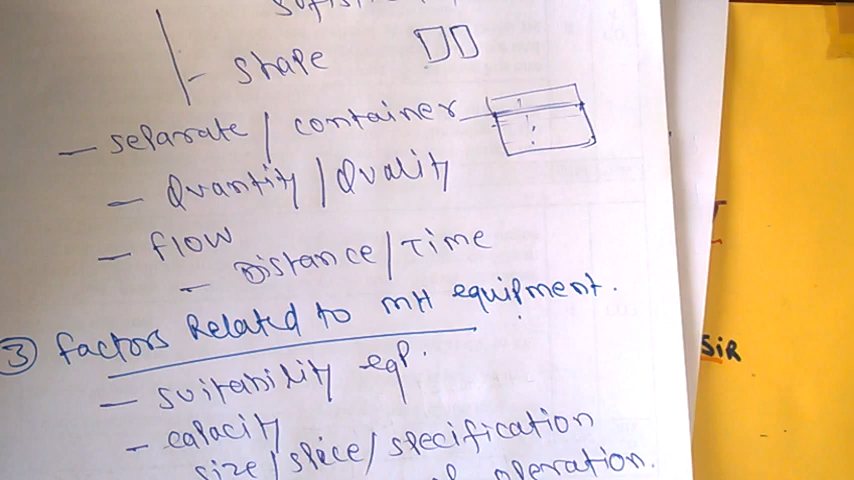 - shape
- separate / container
- Quantity / Quality
- flow
- Distance / Time
③ factors Related to MH equipment.
- suitability eqp.
- capacity
size / spice / specification
operation.
SiR